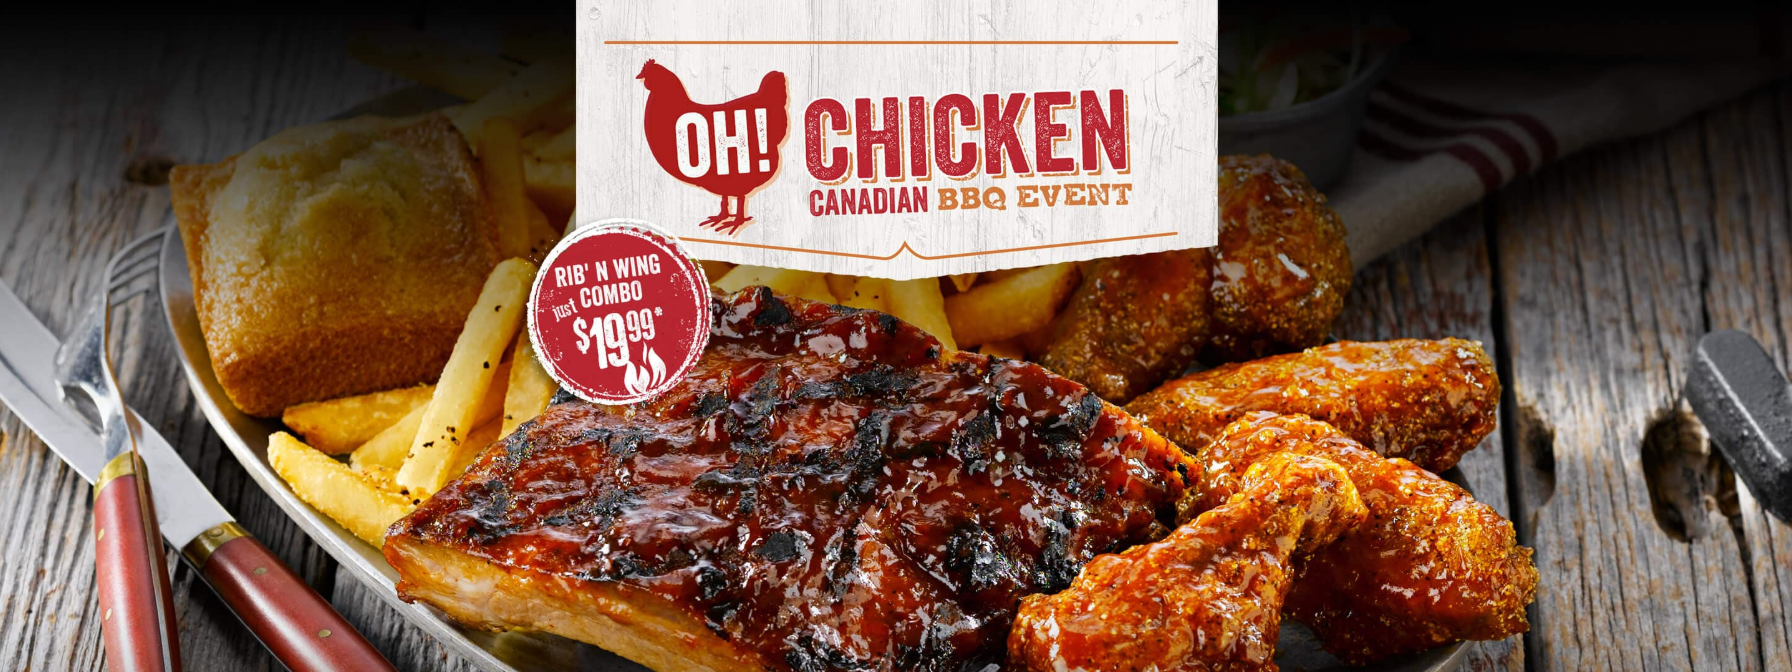 OH!
CHICKEN
CANADIAN BBQ EVENT
RIB' N WING
COMBO
just
$19.99*